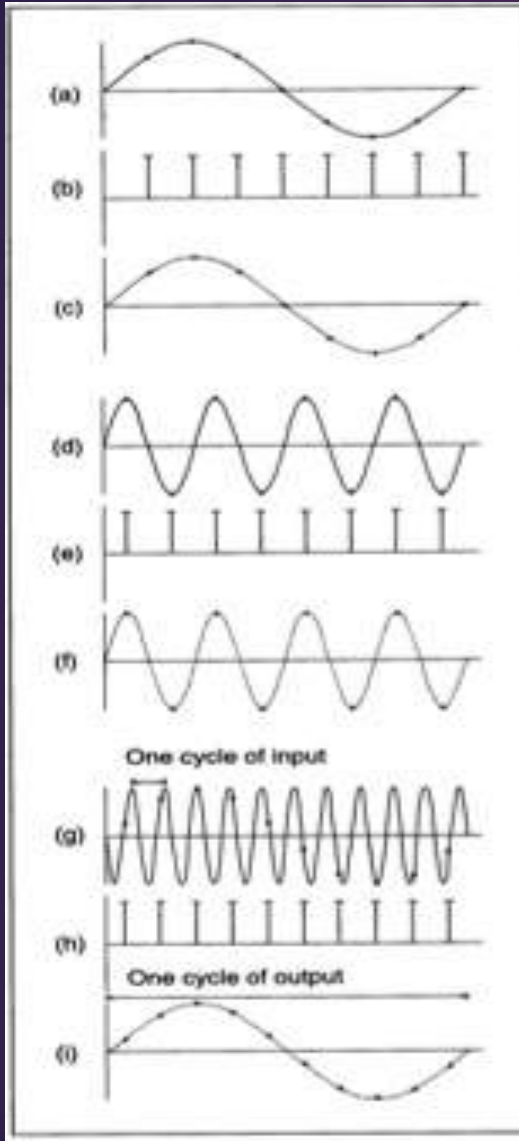 (a)
(b)
(c)
(d)
(e)
(f)
One cycle of input
(g)
(h)
One cycle of output
(i)